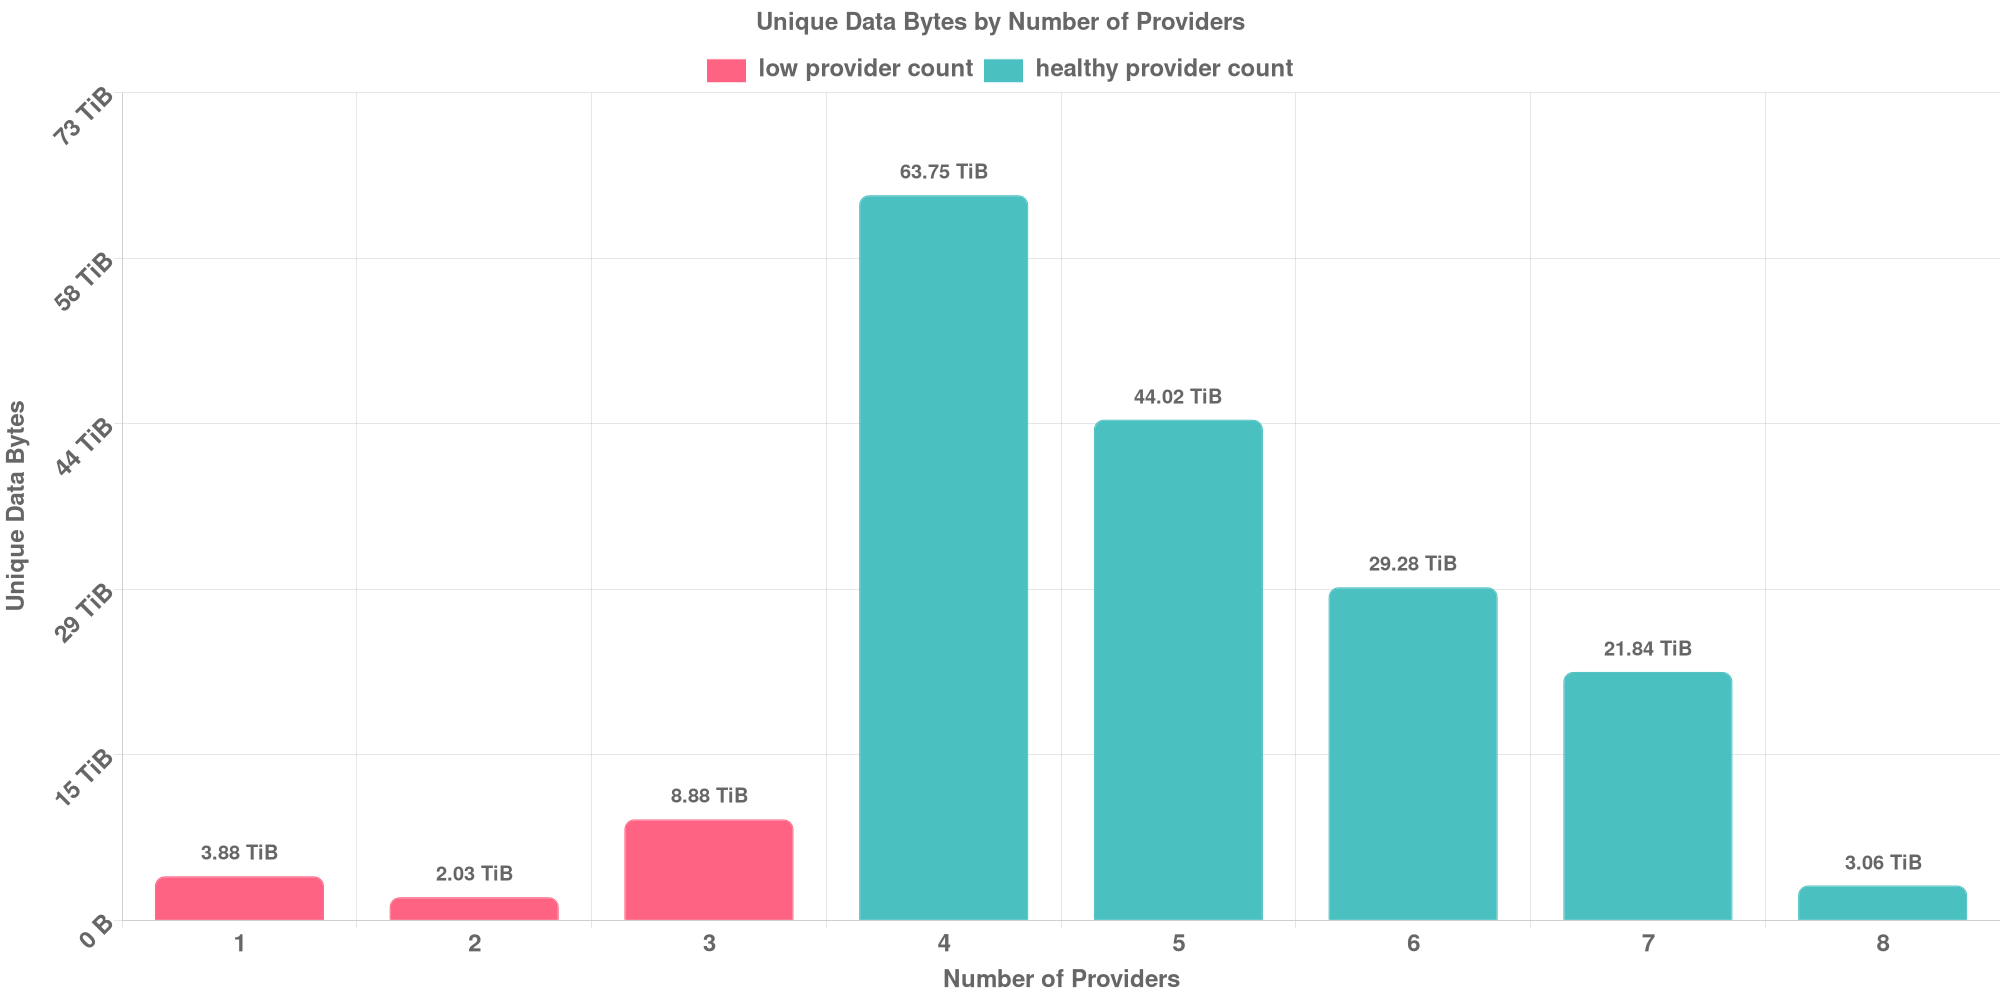 Unique Data Bytes by Number of Providers
low provider count healthy provider count
73 TiB
58 TiB
44 TiB
29 TiB
15 TiB
0 B
Unique Data Bytes
3.88 TiB
2.03 TiB
8.88 TiB
63.75 TiB
44.02 TiB
29.28 TiB
21.84 TiB
3.06 TiB
1 2 3 4 5 6 7 8
Number of Providers